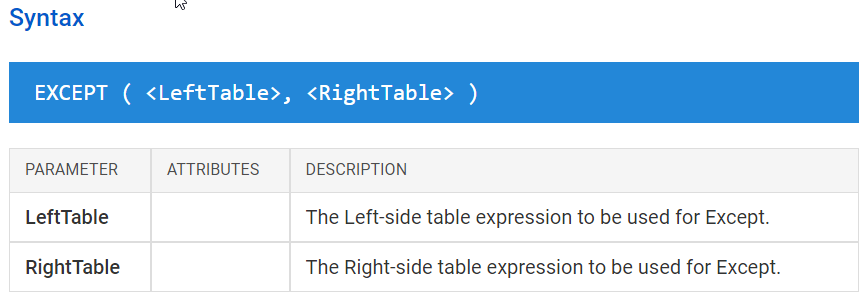 Syntax
EXCEPT ( <LeftTable>, <RightTable> )
PARAMETER ATTRIBUTES DESCRIPTION
LeftTable The Left-side table expression to be used for Except.
RightTable The Right-side table expression to be used for Except.